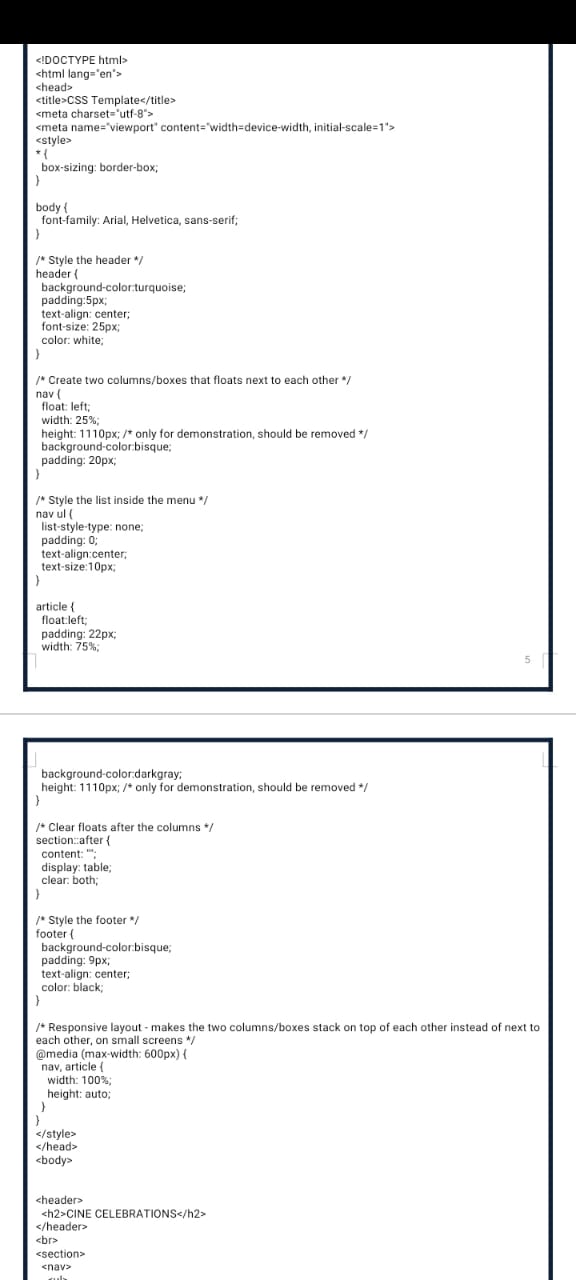 <!DOCTYPE html>
<html lang="en">
<head>
<title>CSS Template</title>
<meta charset="utf-8">
<meta name="viewport" content="width=device-width, initial-scale=1">
<style>
* {
  box-sizing: border-box;
}

body {
  font-family: Arial, Helvetica, sans-serif;
}

/* Style the header */
header {
  background-color:turquoise;
  padding:5px;
  text-align: center;
  font-size: 25px;
  color: white;
}

/* Create two columns/boxes that floats next to each other */
nav {
  float: left;
  width: 25%;
  height: 1110px; /* only for demonstration, should be removed */
  background-color:bisque;
  padding: 20px;
}

/* Style the list inside the menu */
nav ul {
  list-style-type: none;
  padding: 0;
  text-align:center;
  text-size:10px;
}

article {
  float:left;
  padding: 22px;
  width: 75%;
5
  background-color:darkgray;
  height: 1110px; /* only for demonstration, should be removed */
}

/* Clear floats after the columns */
section::after {
  content: "";
  display: table;
  clear: both;
}

/* Style the footer */
footer {
  background-color:bisque;
  padding: 9px;
  text-align: center;
  color: black;
}

/* Responsive layout - makes the two columns/boxes stack on top of each other instead of next to
each other, on small screens */
@media (max-width: 600px) {
  nav, article {
    width: 100%;
    height: auto;
  }
}
</style>
</head>
<body>

<header>
  <h2>CINE CELEBRATIONS</h2>
</header>
<br>
<section>
  <nav>
    <ul>